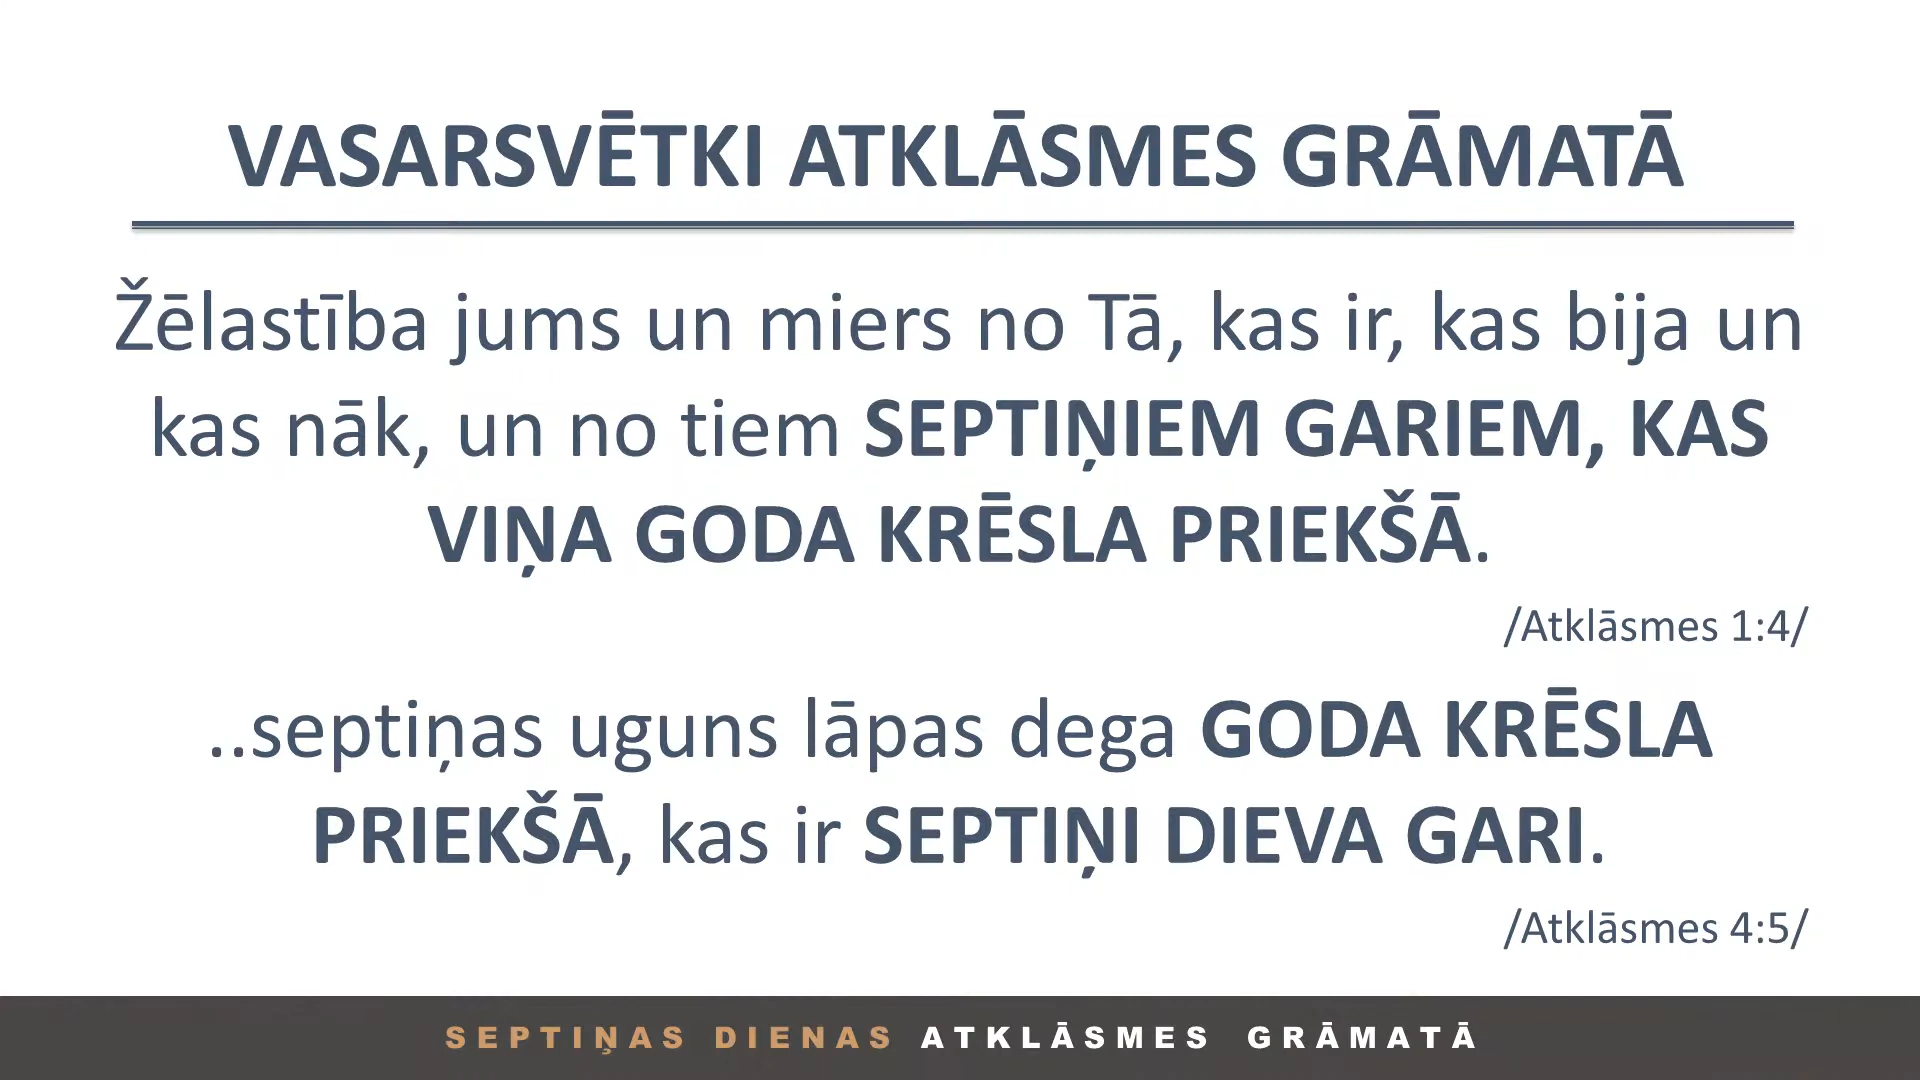 VASARSVĒTKI ATKLĀSMES GRĀMATĀ
Žēlastība jums un miers no Tā, kas ir, kas bija un
kas nāk, un no tiem SEPTIŅIEM GARIEM, KAS
VIŅA GODA KRĒSLA PRIEKŠĀ.
/Atklāsmes 1:4/
..septiņas uguns lāpas dega GODA KRĒSLA
PRIEKŠĀ, kas ir SEPTIŅI DIEVA GARI.
/Atklāsmes 4:5/
SEPTIŅAS DIENAS ATKLĀSMES GRĀMATĀ